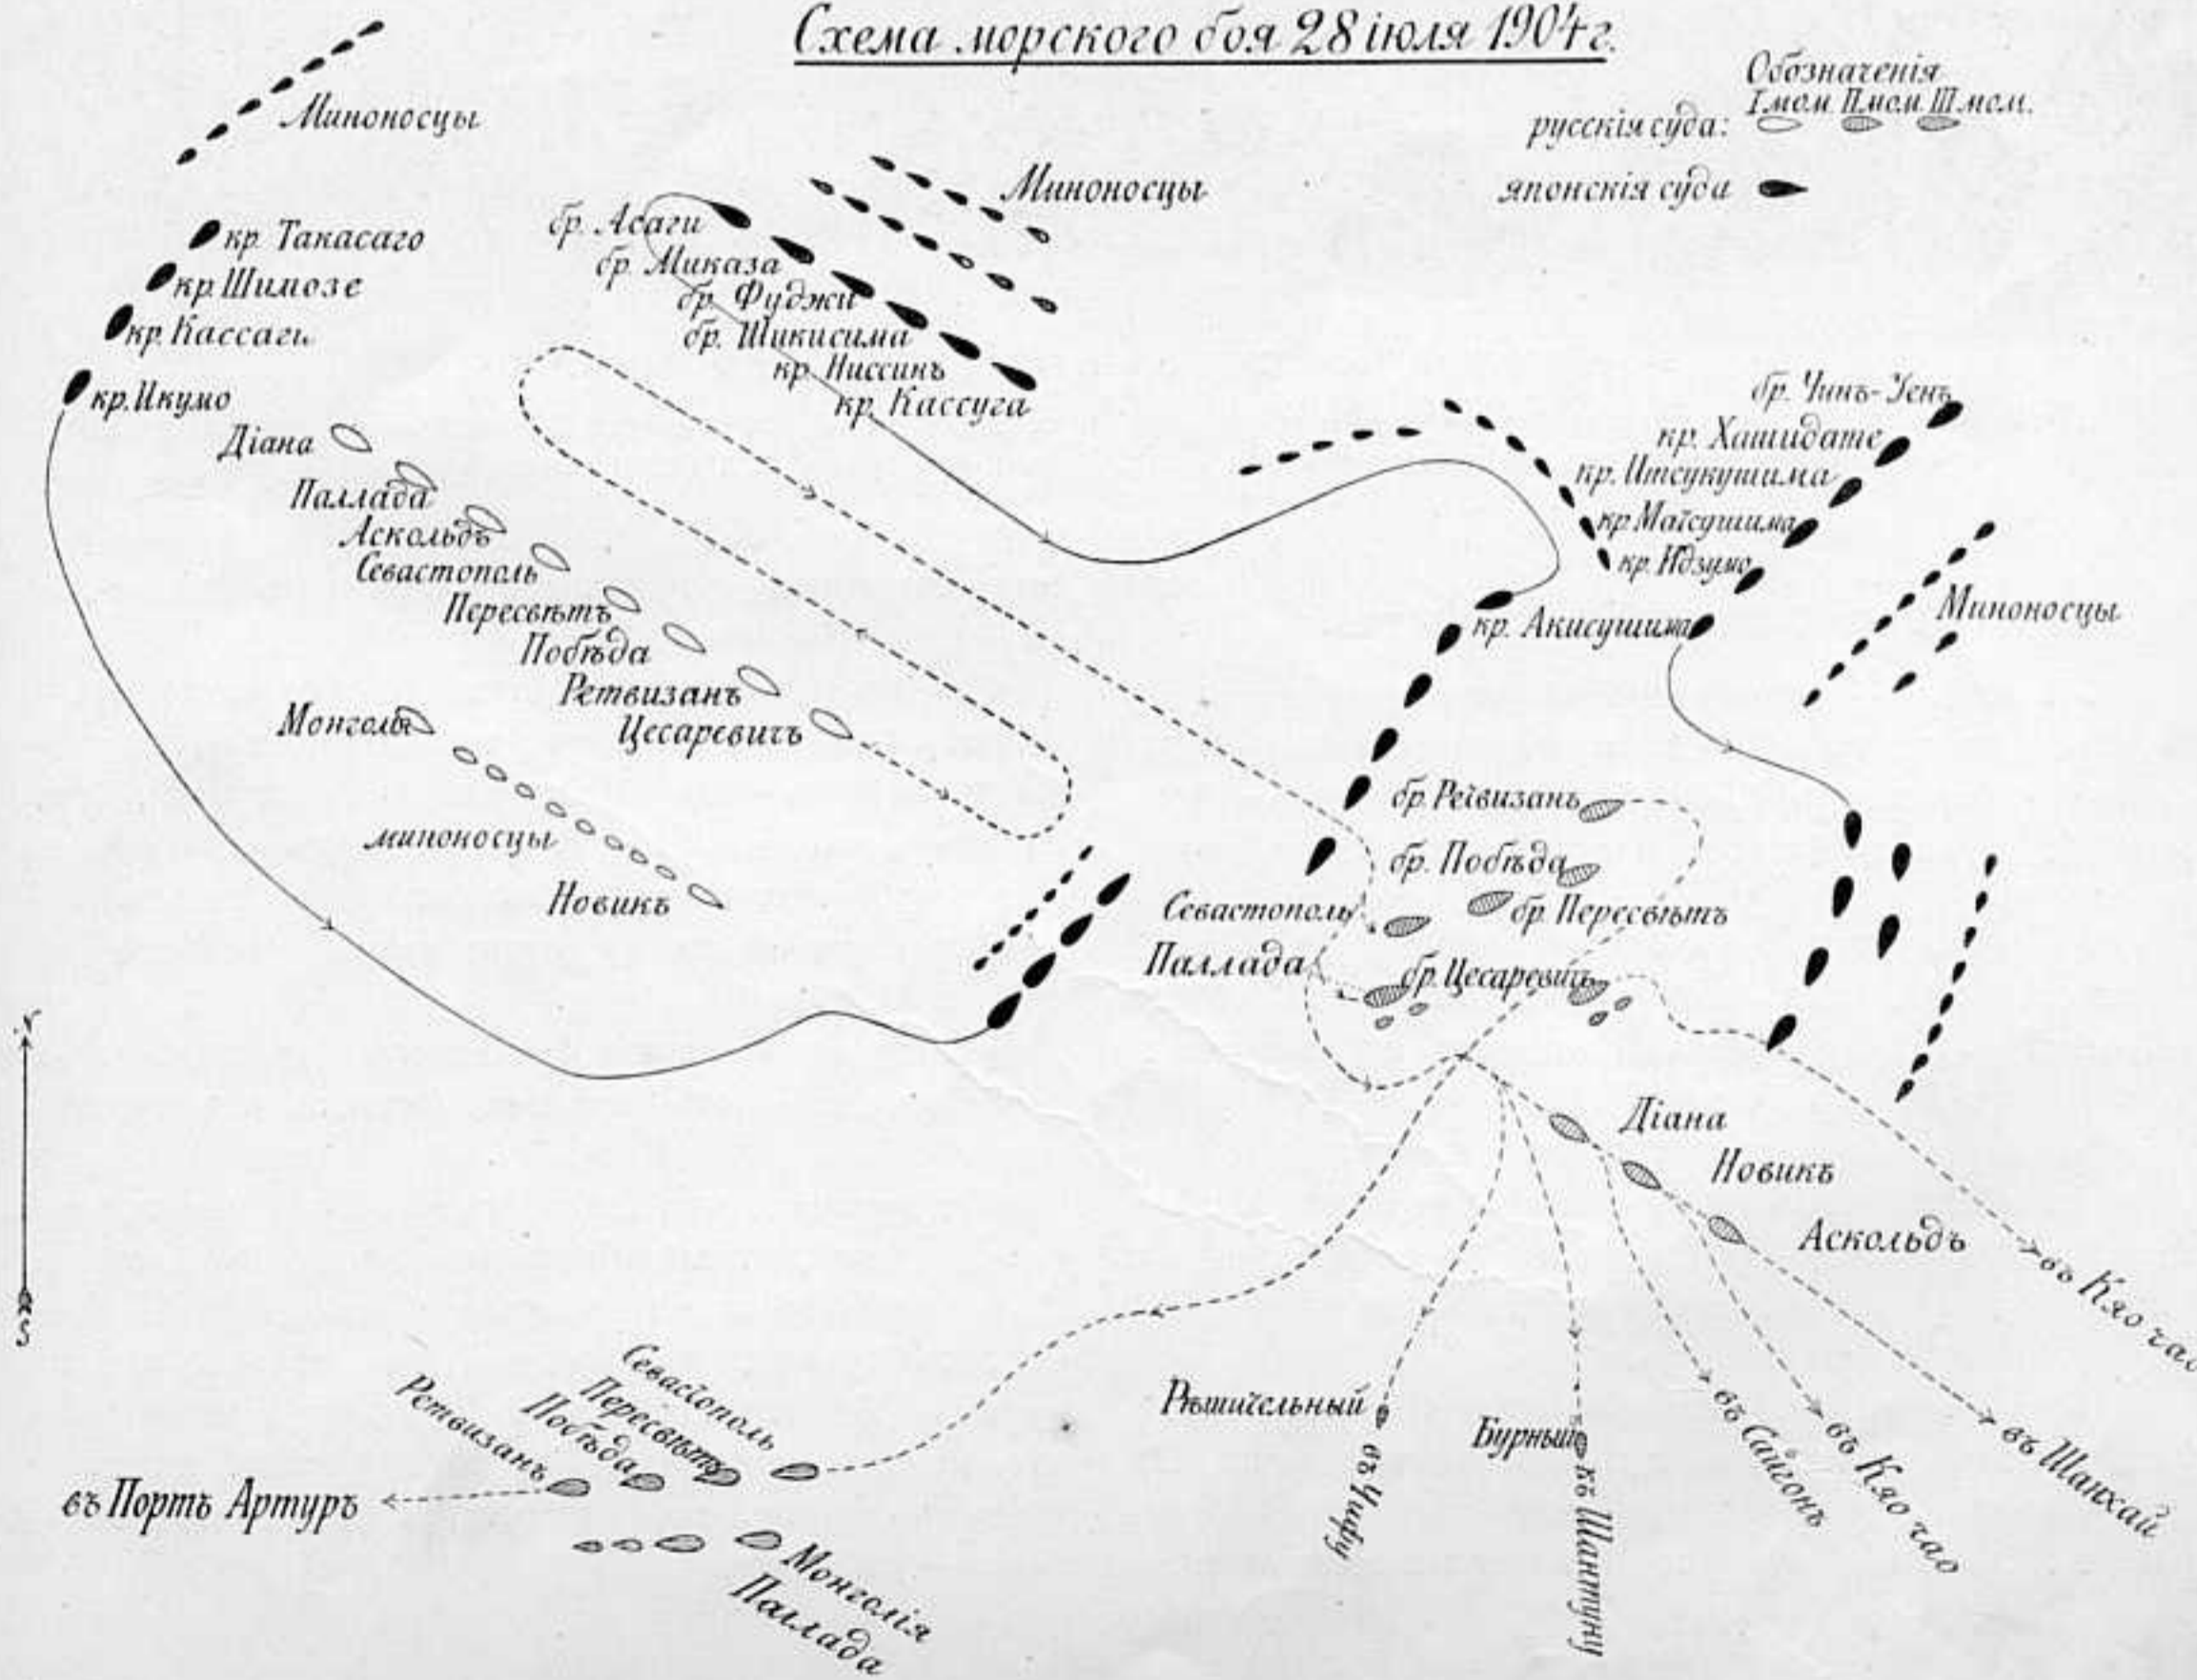 Схема морского боя 28 іюля 1904 г.
Обозначенія
I мом. II мом. III мом.
русскія суда:
японскія суда
Миноносцы
Миноносцы
кр. Такасаго
кр. Шимозе
кр. Кассаги
кр. Икумо
бр. Асаги
бр. Миказа
бр. Фуджи
бр. Шикисима
кр. Ниссинъ
кр. Кассуга
бр. Чинъ-Уенъ
кр. Хашидате
кр. Итсукушима
кр. Матсушима
кр. Идзумо
кр. Акисушима
Миноносцы
Діана
Паллада
Аскольдъ
Севастополь
Пересвѣтъ
Побѣда
Ретвизанъ
Цесаревичъ
Монголія
миноносцы
Новикъ
бр. Ретвизанъ
бр. Побѣда
Севастополь
бр. Пересвѣтъ
Паллада
бр. Цесаревичъ
N
S
Діана
Новикъ
Аскольдъ
въ Кяо чао
въ Шанхай
въ Кяо чао
въ Сайгонъ
Бурный
къ Шантуну
Рѣшительный
въ Чифу
Севастополь
Пересвѣтъ
Побѣда
Ретвизанъ
въ Портъ Артуръ
Монголія
Паллада